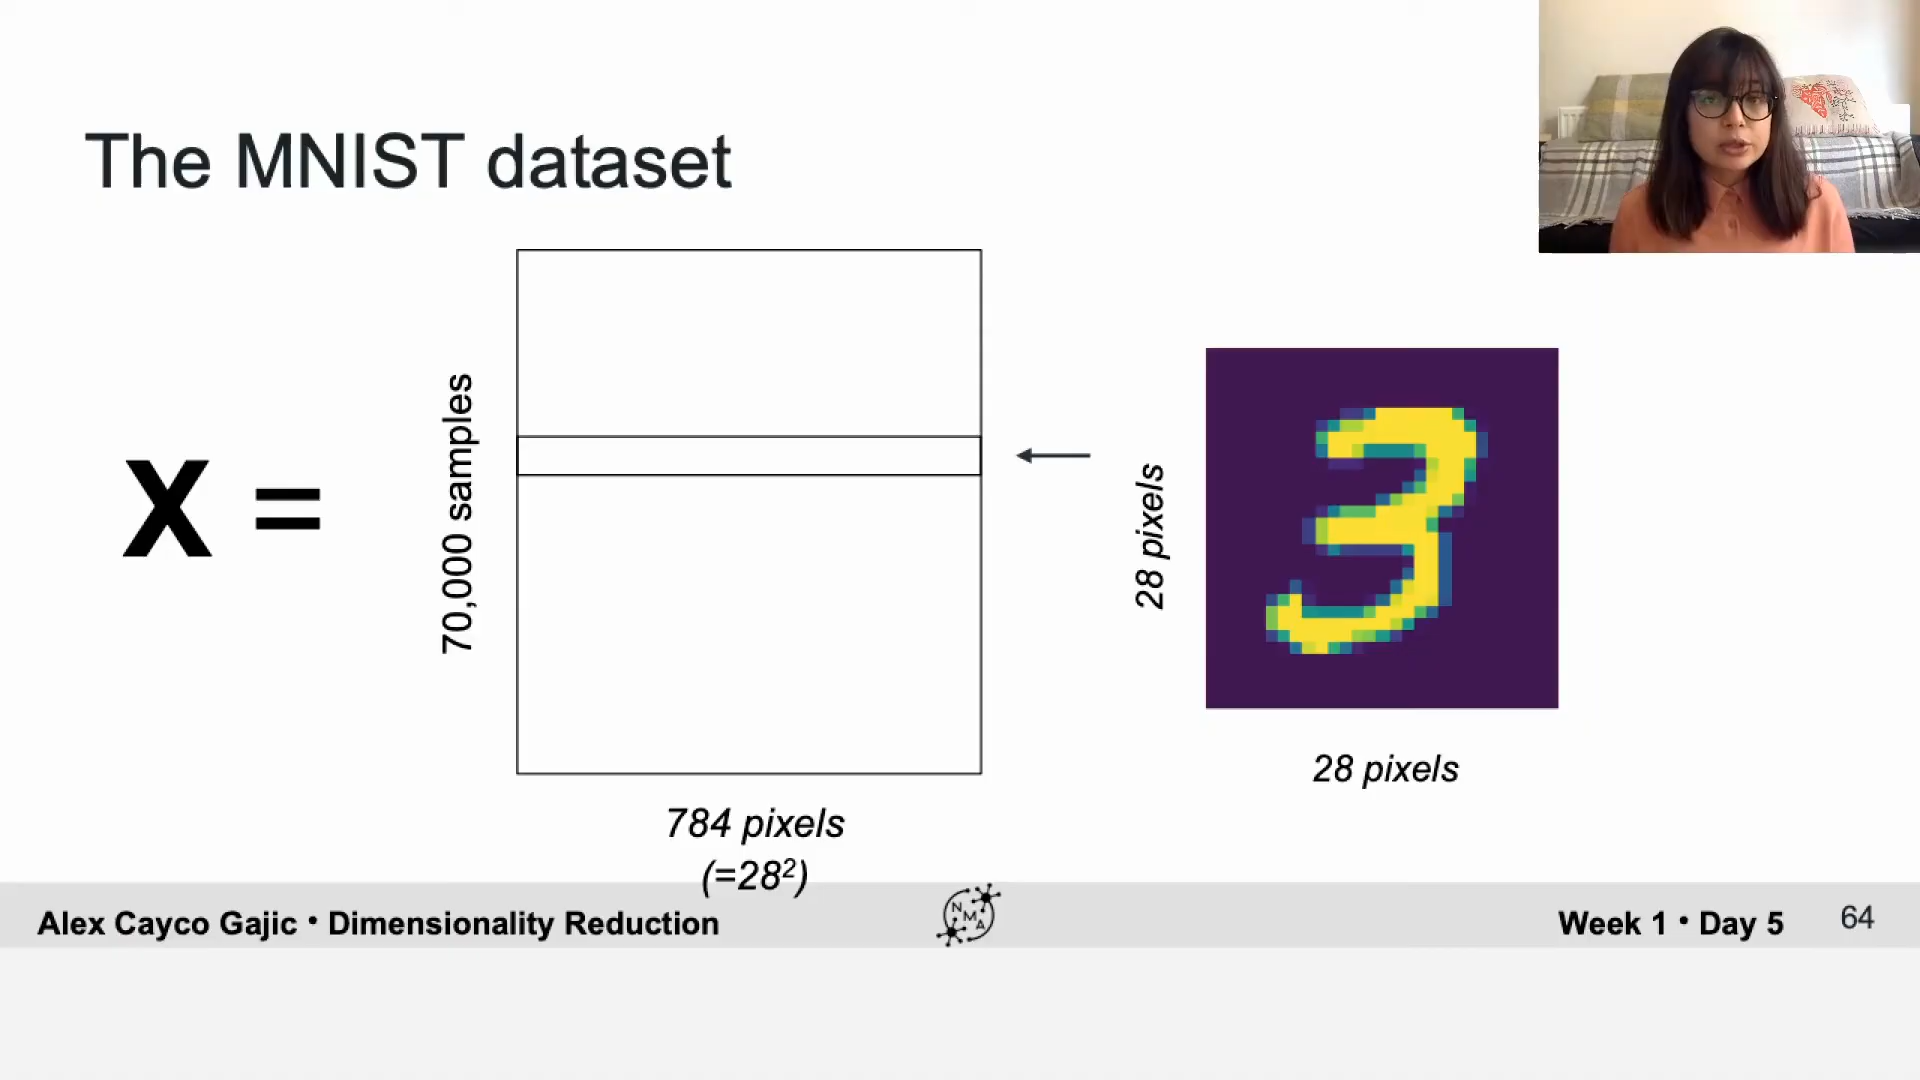 The MNIST dataset
X =
70,000 samples
784 pixels
(=28²)
28 pixels
28 pixels
Alex Cayco Gajic • Dimensionality Reduction
N
M
A
Week 1 • Day 5
64